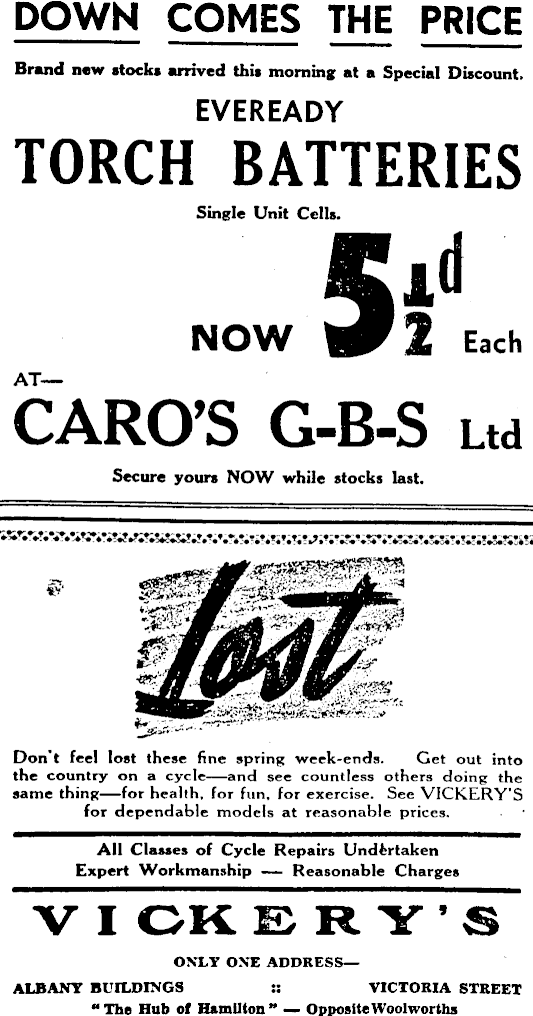 DOWN COMES THE PRICE
Brand new stocks arrived this morning at a Special Discount.
EVEREADY
TORCH BATTERIES
Single Unit Cells.
NOW 5½d Each
AT—
CARO'S G-B-S Ltd
Secure yours NOW while stocks last.
Lost
Don't feel lost these fine spring week-ends. Get out into
the country on a cycle—and see countless others doing the
same thing—for health, for fun, for exercise. See VICKERY'S
for dependable models at reasonable prices.
All Classes of Cycle Repairs Undertaken
Expert Workmanship — Reasonable Charges
VICKERY'S
ONLY ONE ADDRESS—
ALBANY BUILDINGS :: VICTORIA STREET
"The Hub of Hamilton" — Opposite Woolworths